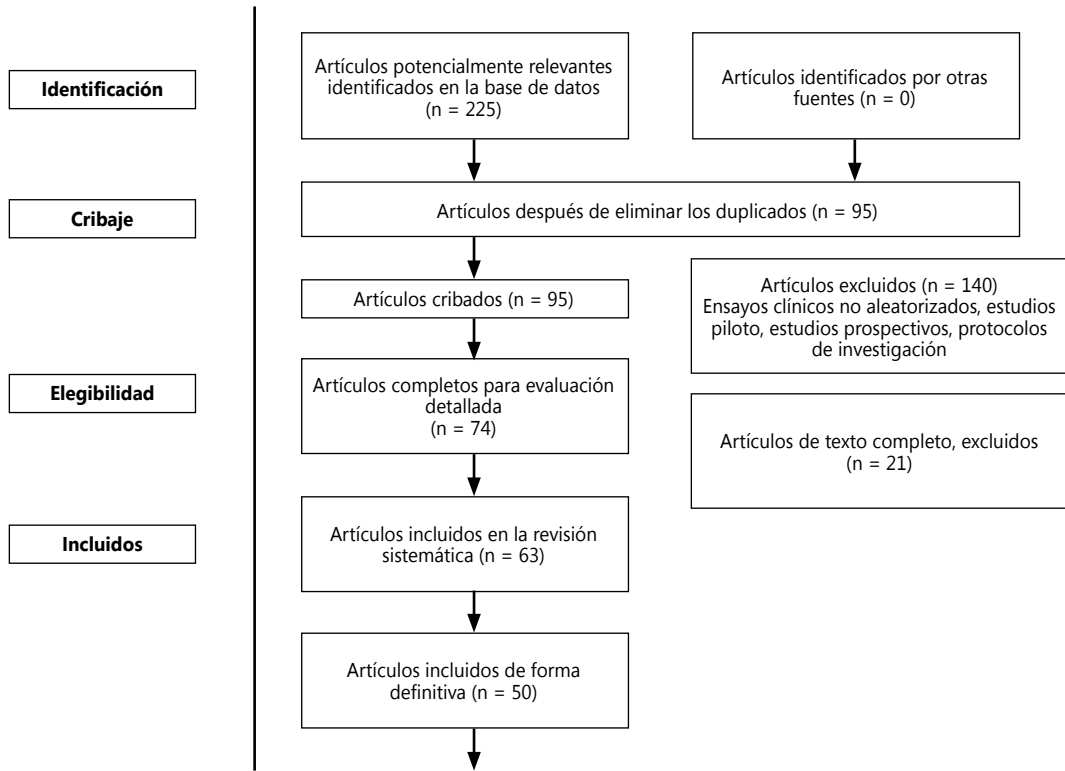 Identificación
Artículos potencialmente relevantes
identificados en la base de datos
(n = 225)
Artículos identificados por otras
fuentes (n = 0)
Cribaje
Artículos después de eliminar los duplicados (n = 95)
Artículos cribados (n = 95)
Artículos excluidos (n = 140)
Ensayos clínicos no aleatorizados, estudios
piloto, estudios prospectivos, protocolos
de investigación
Elegibilidad
Artículos completos para evaluación
detallada
(n = 74)
Artículos de texto completo, excluidos
(n = 21)
Incluidos
Artículos incluidos en la revisión
sistemática (n = 63)
Artículos incluidos de forma
definitiva (n = 50)